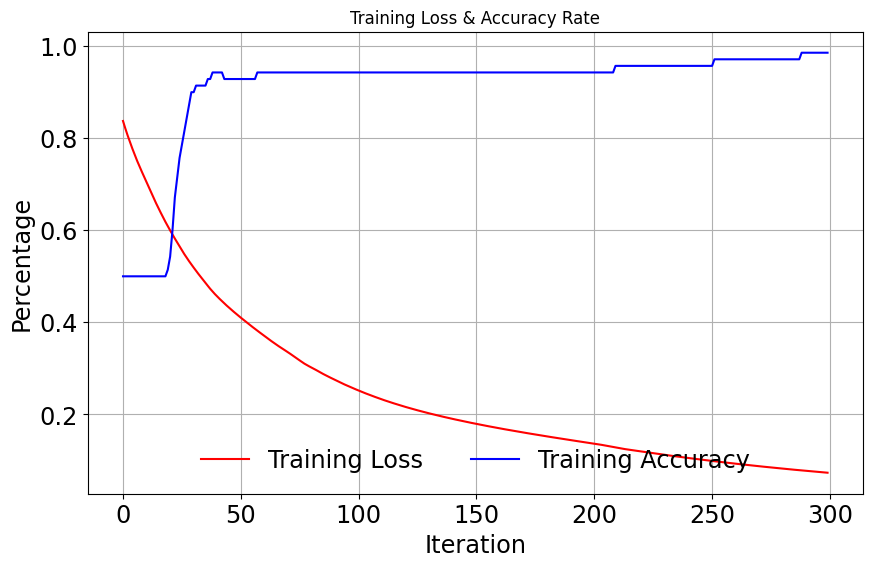 Training Loss & Accuracy Rate
1.0
0.8
0.6
0.4
0.2
Percentage
Training Loss
Training Accuracy
0 50 100 150 200 250 300
Iteration